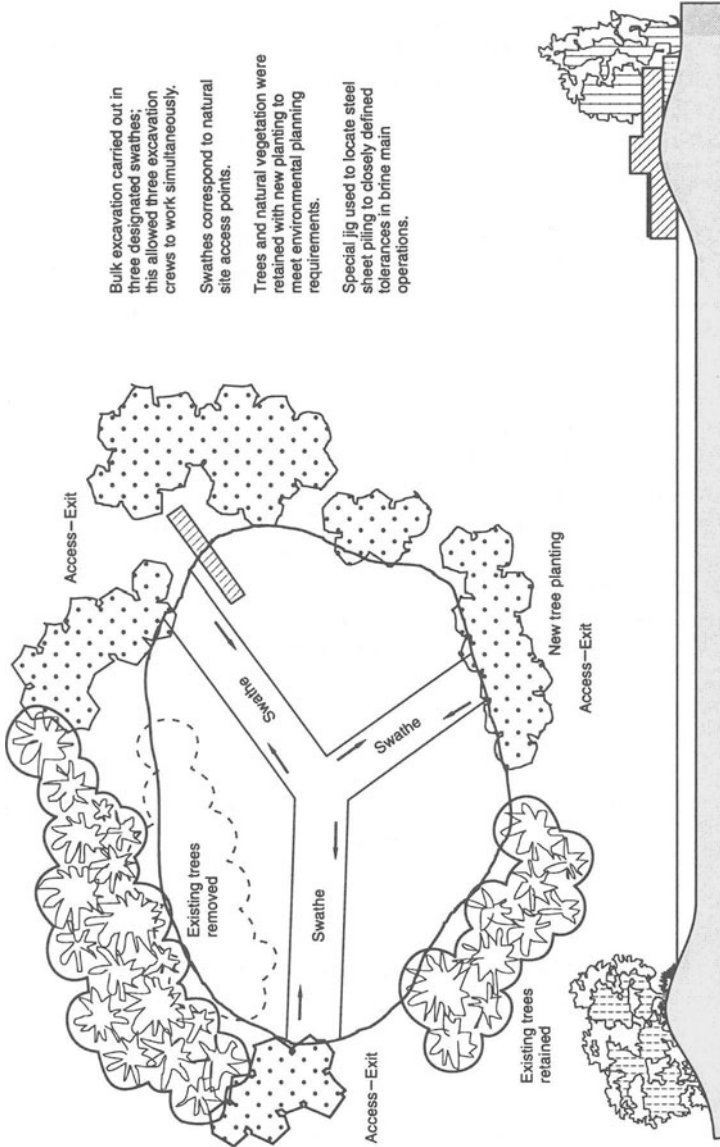 Bulk excavation carried out in
three designated swathes;
this allowed three excavation
crews to work simultaneously.
Swathes correspond to natural
site access points.
Trees and natural vegetation were
retained with new planting to
meet environmental planning
requirements.
Special jig used to locate steel
sheet piling to closely defined
tolerances in brine main
operations.
Access–Exit
Swathe
Existing trees
removed
Swathe
Swathe
New tree planting
Access–Exit
Existing trees
retained
Access–Exit